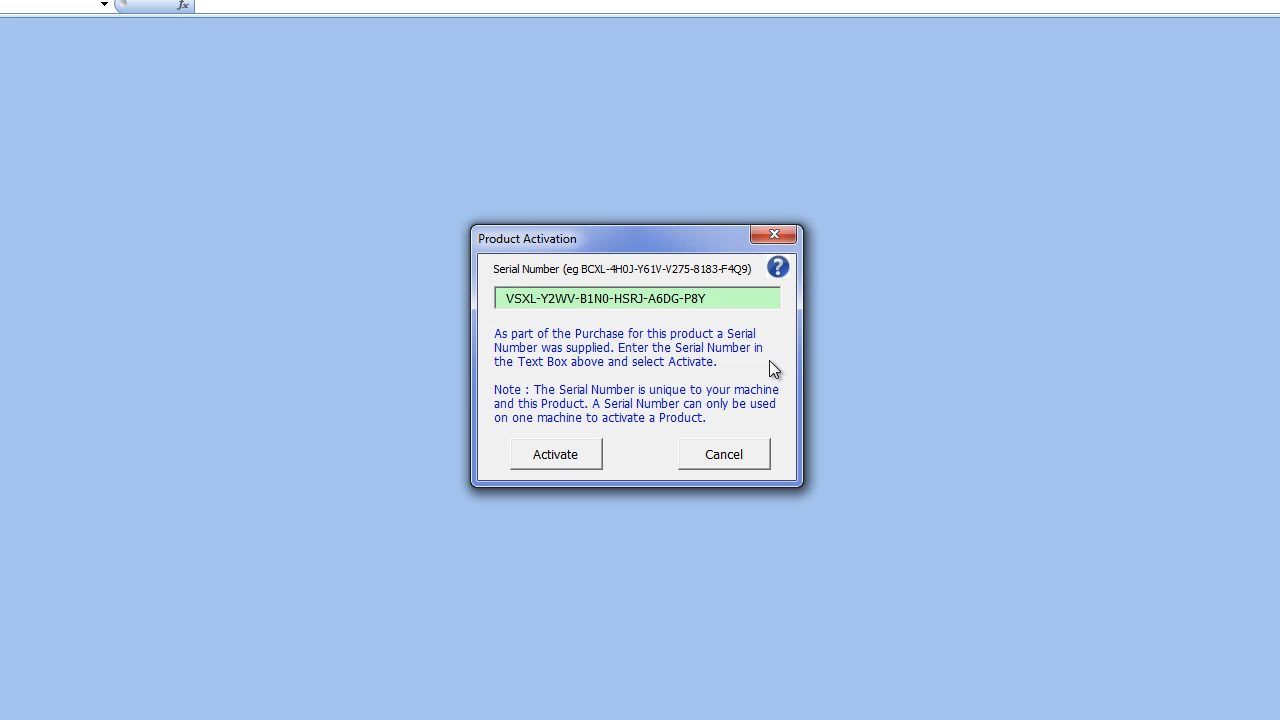 fx
Product Activation
Serial Number (eg BCXL-4H0J-Y61V-V275-8183-F4Q9)
VSXL-Y2WV-B1N0-HSRJ-A6DG-P8Y
As part of the Purchase for this product a Serial
Number was supplied. Enter the Serial Number in
the Text Box above and select Activate.
Note : The Serial Number is unique to your machine
and this Product. A Serial Number can only be used
on one machine to activate a Product.
Activate
Cancel